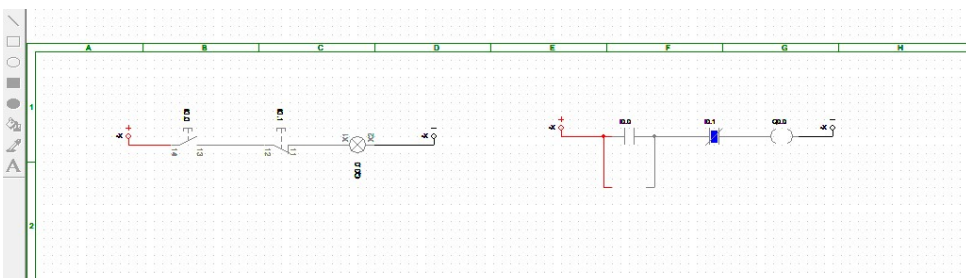 A B C D E F G H
1
I0.0 I0.1
+ -
-X -X
X1 X2
14 13 12 11
Q0.0
+ -
-X I0.0 I0.1 Q0.0 -X
2
A